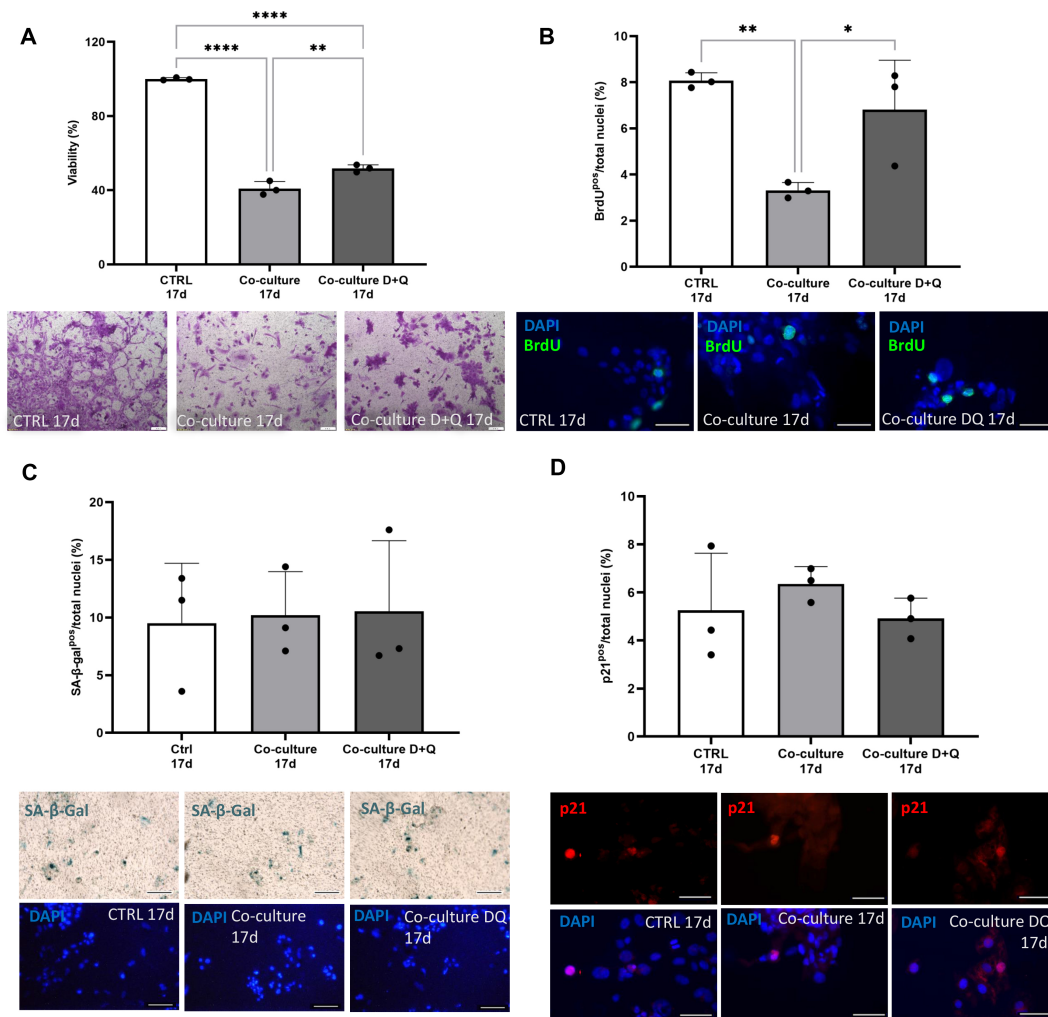 A
****
****
**
120
80
40
0
Viability (%)
CTRL
17d
Co-culture
17d
Co-culture D+Q
17d
CTRL 17d
Co-culture 17d
Co-culture D+Q 17d
B
**
*
10
8
6
4
2
0
BrdUpos/total nuclei (%)
CTRL
17d
Co-culture
17d
Co-culture D+Q
17d
DAPI
BrdU
CTRL 17d
DAPI
BrdU
Co-culture 17d
DAPI
BrdU
Co-culture DQ 17d
C
20
15
10
5
0
SA-β-galpos/total nuclei (%)
Ctrl
17d
Co-culture
17d
Co-culture D+Q
17d
SA-β-Gal
SA-β-Gal
SA-β-Gal
DAPI
CTRL 17d
DAPI
Co-culture
17d
DAPI
Co-culture DQ
17d
D
10
8
6
4
2
0
p21pos/total nuclei (%)
CTRL
17d
Co-culture
17d
Co-culture D+Q
17d
p21
p21
p21
DAPI
CTRL 17d
DAPI
Co-culture 17d
DAPI
Co-culture DQ
17d